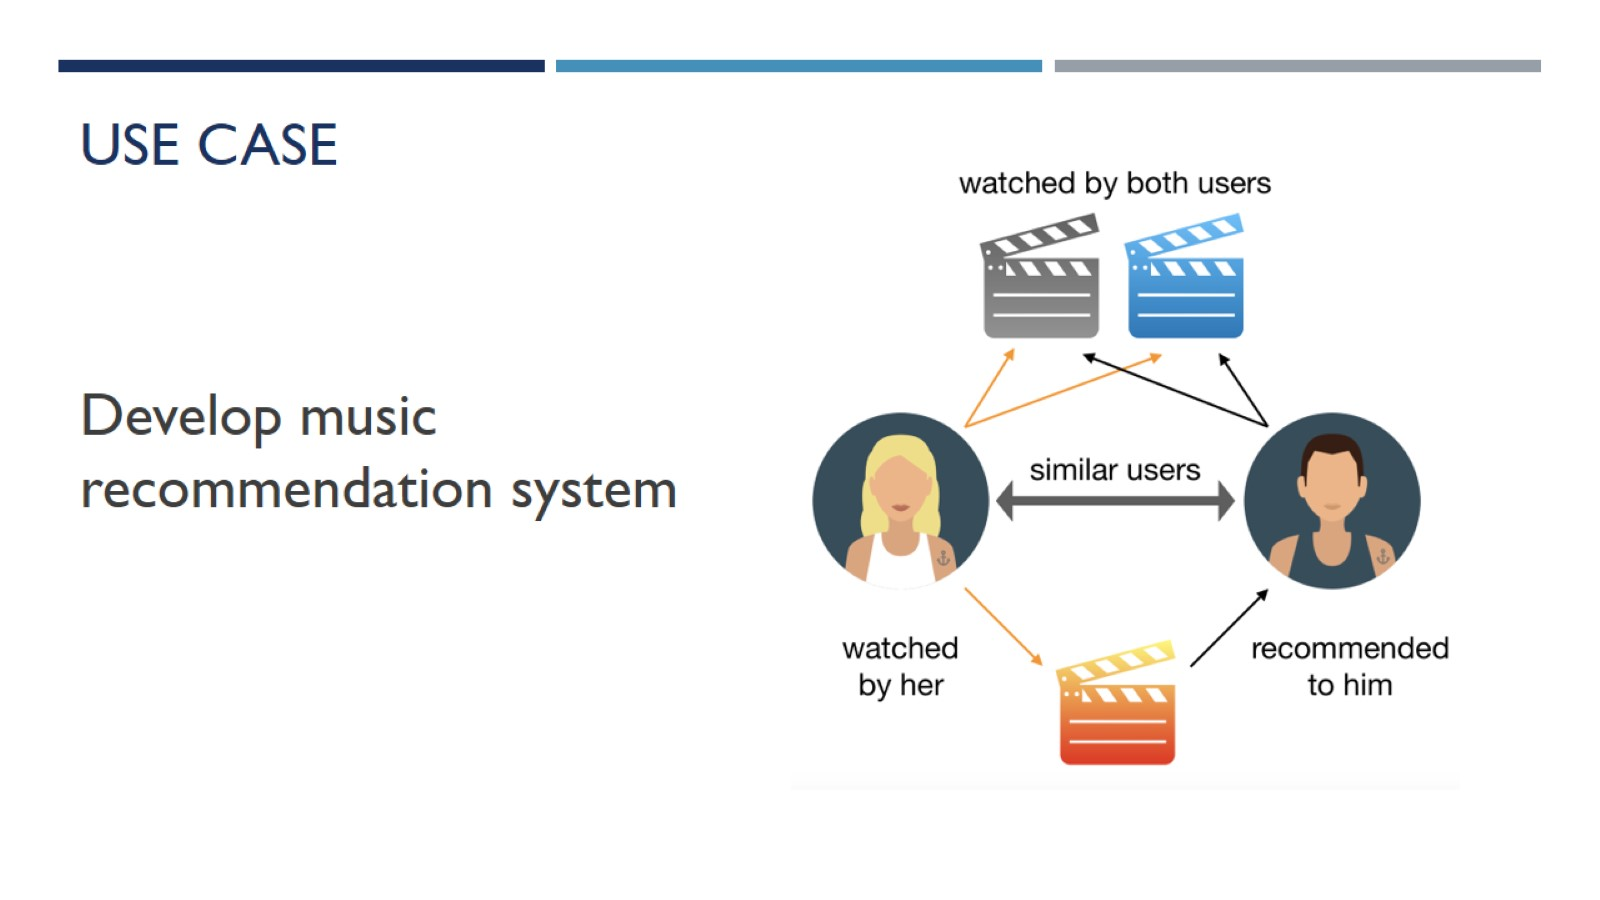 USE CASE
Develop music
recommendation system
watched by both users
similar users
watched
by her
recommended
to him